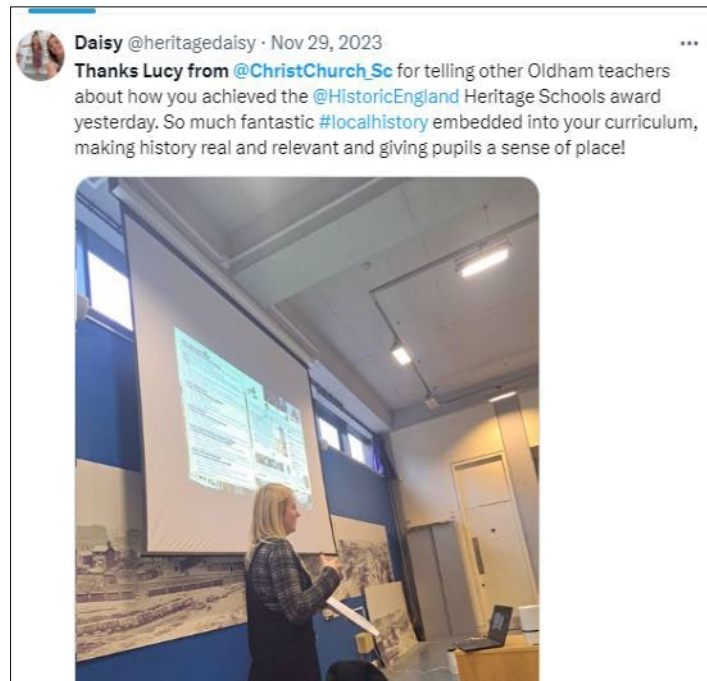 Daisy @heritagedaisy · Nov 29, 2023
Thanks Lucy from @ChristChurch_Sc for telling other Oldham teachers
about how you achieved the @HistoricEngland Heritage Schools award
yesterday. So much fantastic #localhistory embedded into your curriculum,
making history real and relevant and giving pupils a sense of place!